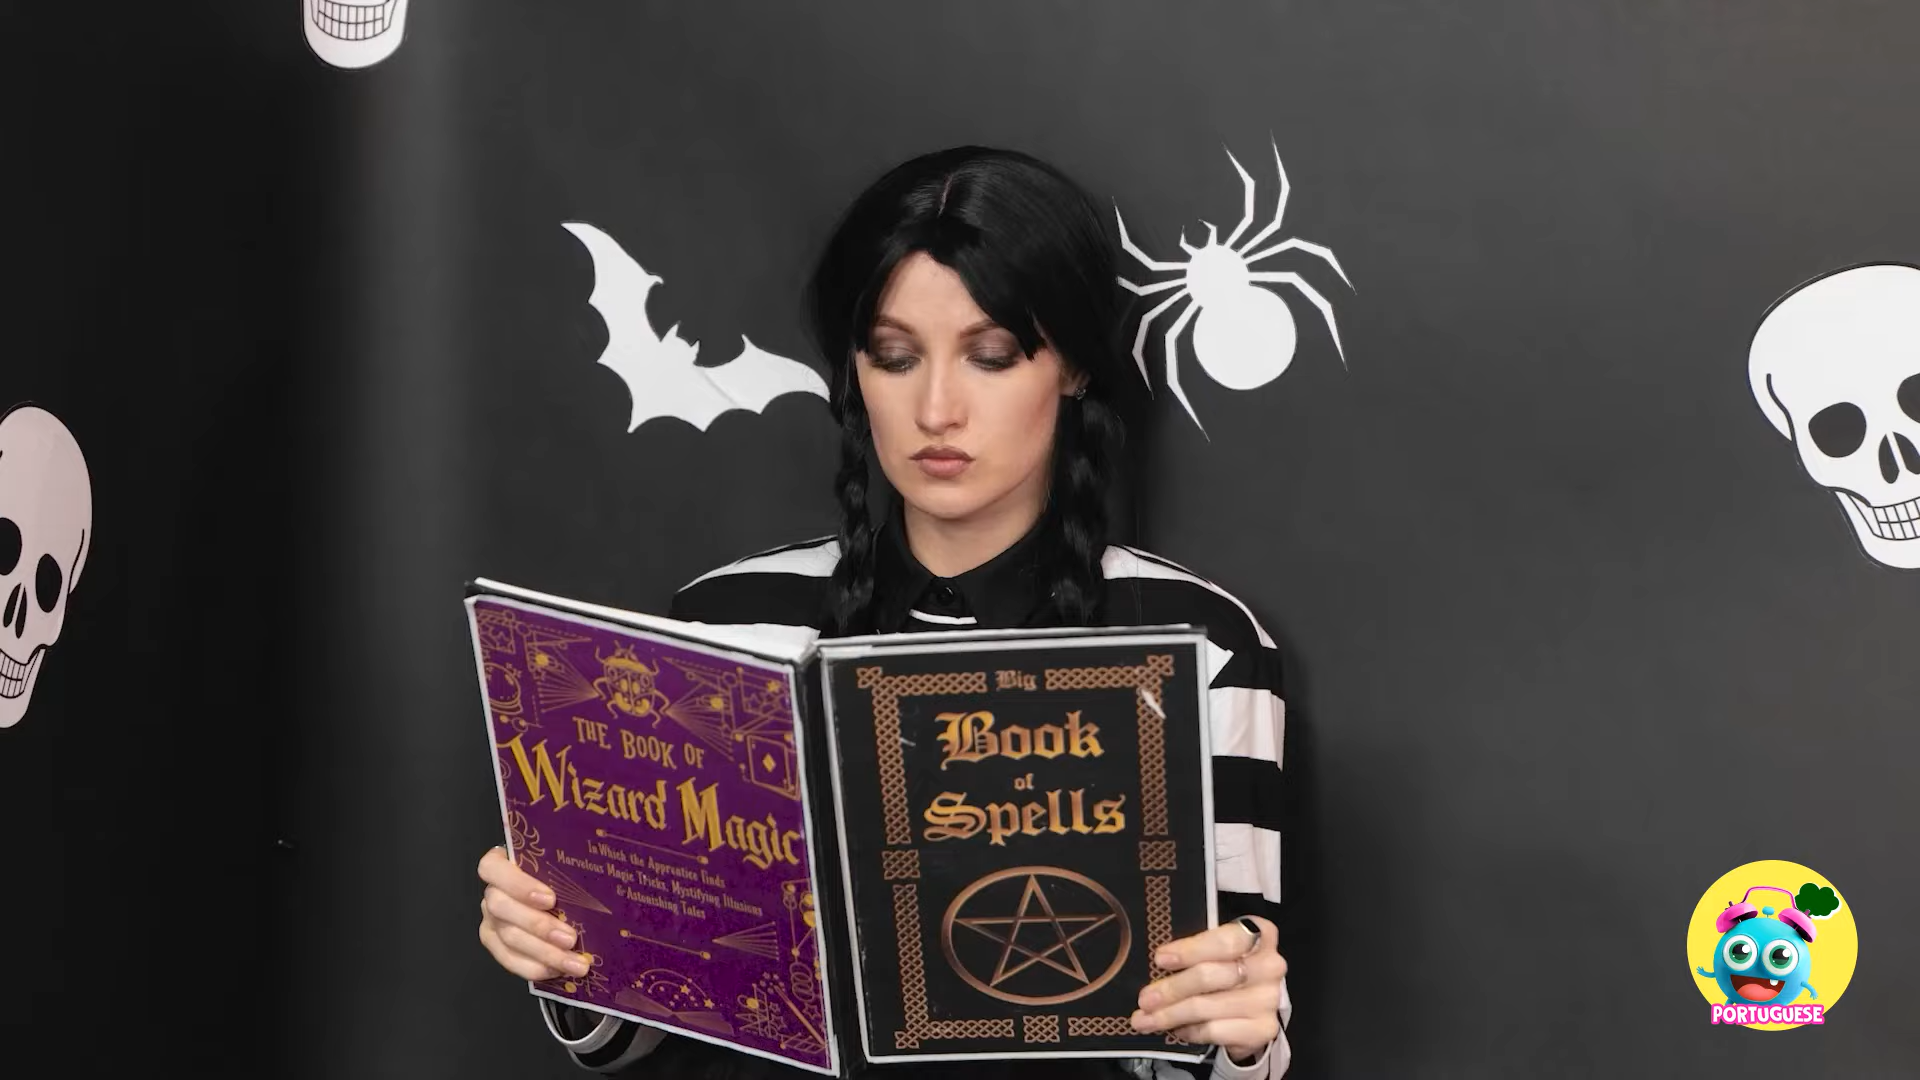 THE BOOK OF
Wizard Magic
In Which the Apprentice Finds
Marvelous Magic Tricks, Mystifying Illusions
& Astonishing Tales
Big
Book
of
Spells
PORTUGUESE